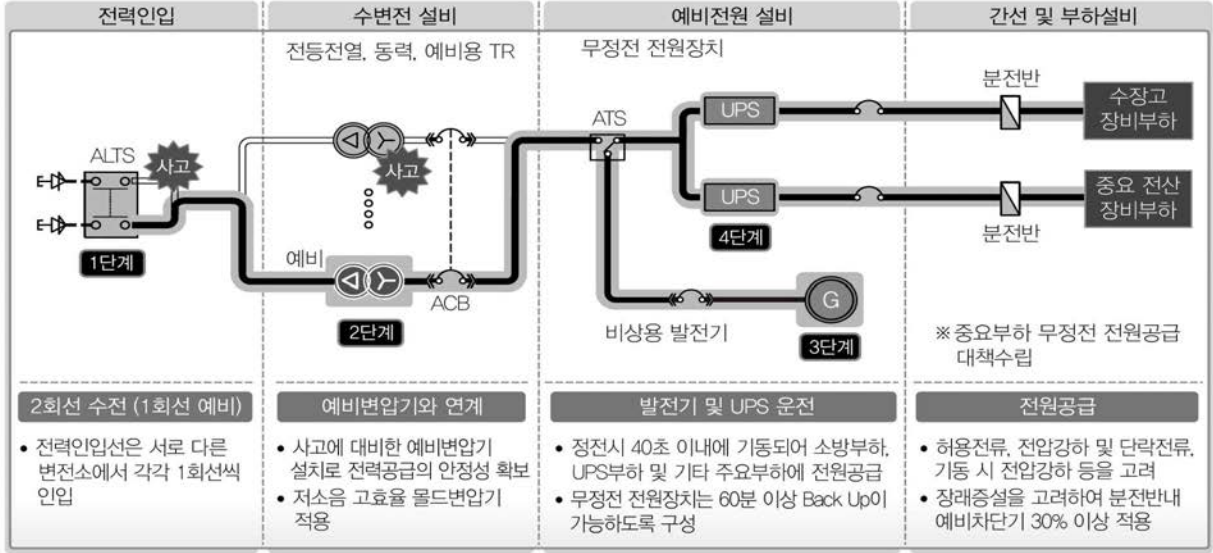 전력인입
수변전 설비
예비전원 설비
간선 및 부하설비
전등전열, 동력, 예비용 TR
무정전 전원장치
ALTS
사고
1단계
사고
예비
ACB
2단계
ATS
UPS
UPS
4단계
비상용 발전기
G
3단계
분전반
수장고
장비부하
중요 전산
장비부하
분전반
※ 중요부하 무정전 전원공급
대책수립
2회선 수전 (1회선 예비)
• 전력인입선은 서로 다른
변전소에서 각각 1회선씩
인입
예비변압기와 연계
• 사고에 대비한 예비변압기
설치로 전력공급의 안정성 확보
• 저소음 고효율 몰드변압기
적용
발전기 및 UPS 운전
• 정전시 40초 이내에 기동되어 소방부하,
UPS부하 및 기타 주요부하에 전원공급
• 무정전 전원장치는 60분 이상 Back Up이
가능하도록 구성
전원공급
• 허용전류, 전압강하 및 단락전류,
기동 시 전압강하 등을 고려
• 장래증설을 고려하여 분전반내
예비차단기 30% 이상 적용